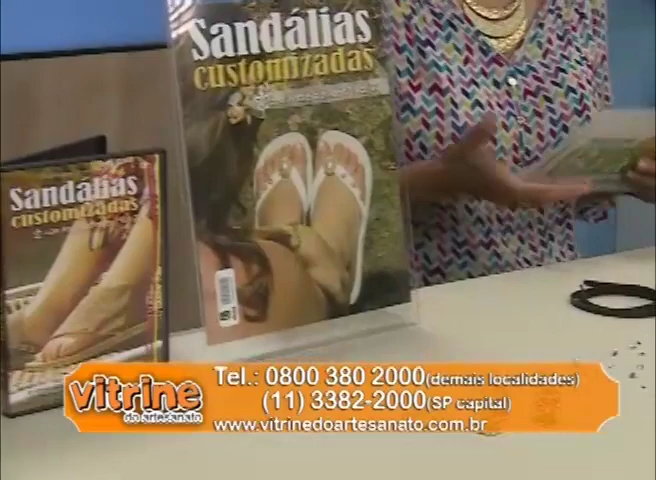 Sandálias
customizadas
Sandálias
customizadas
vitrine
do artesanato
Tel.: 0800 380 2000(demais localidades)
(11) 3382-2000(SP capital)
www.vitrinedoartesanato.com.br